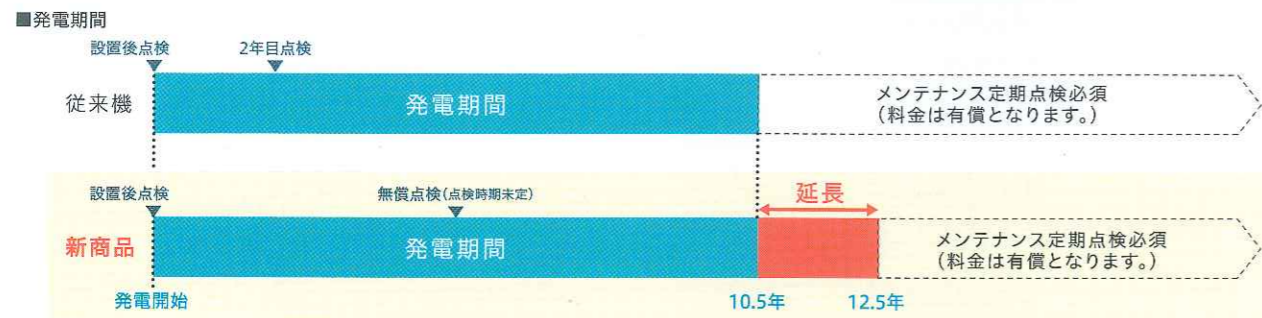 ■発電期間
設置後点検
2年目点検
従来機
発電期間
メンテナンス定期点検必須
(料金は有償となります。)
設置後点検
無償点検(点検時期未定)
延長
新商品
発電期間
メンテナンス定期点検必須
(料金は有償となります。)
発電開始
10.5年
12.5年